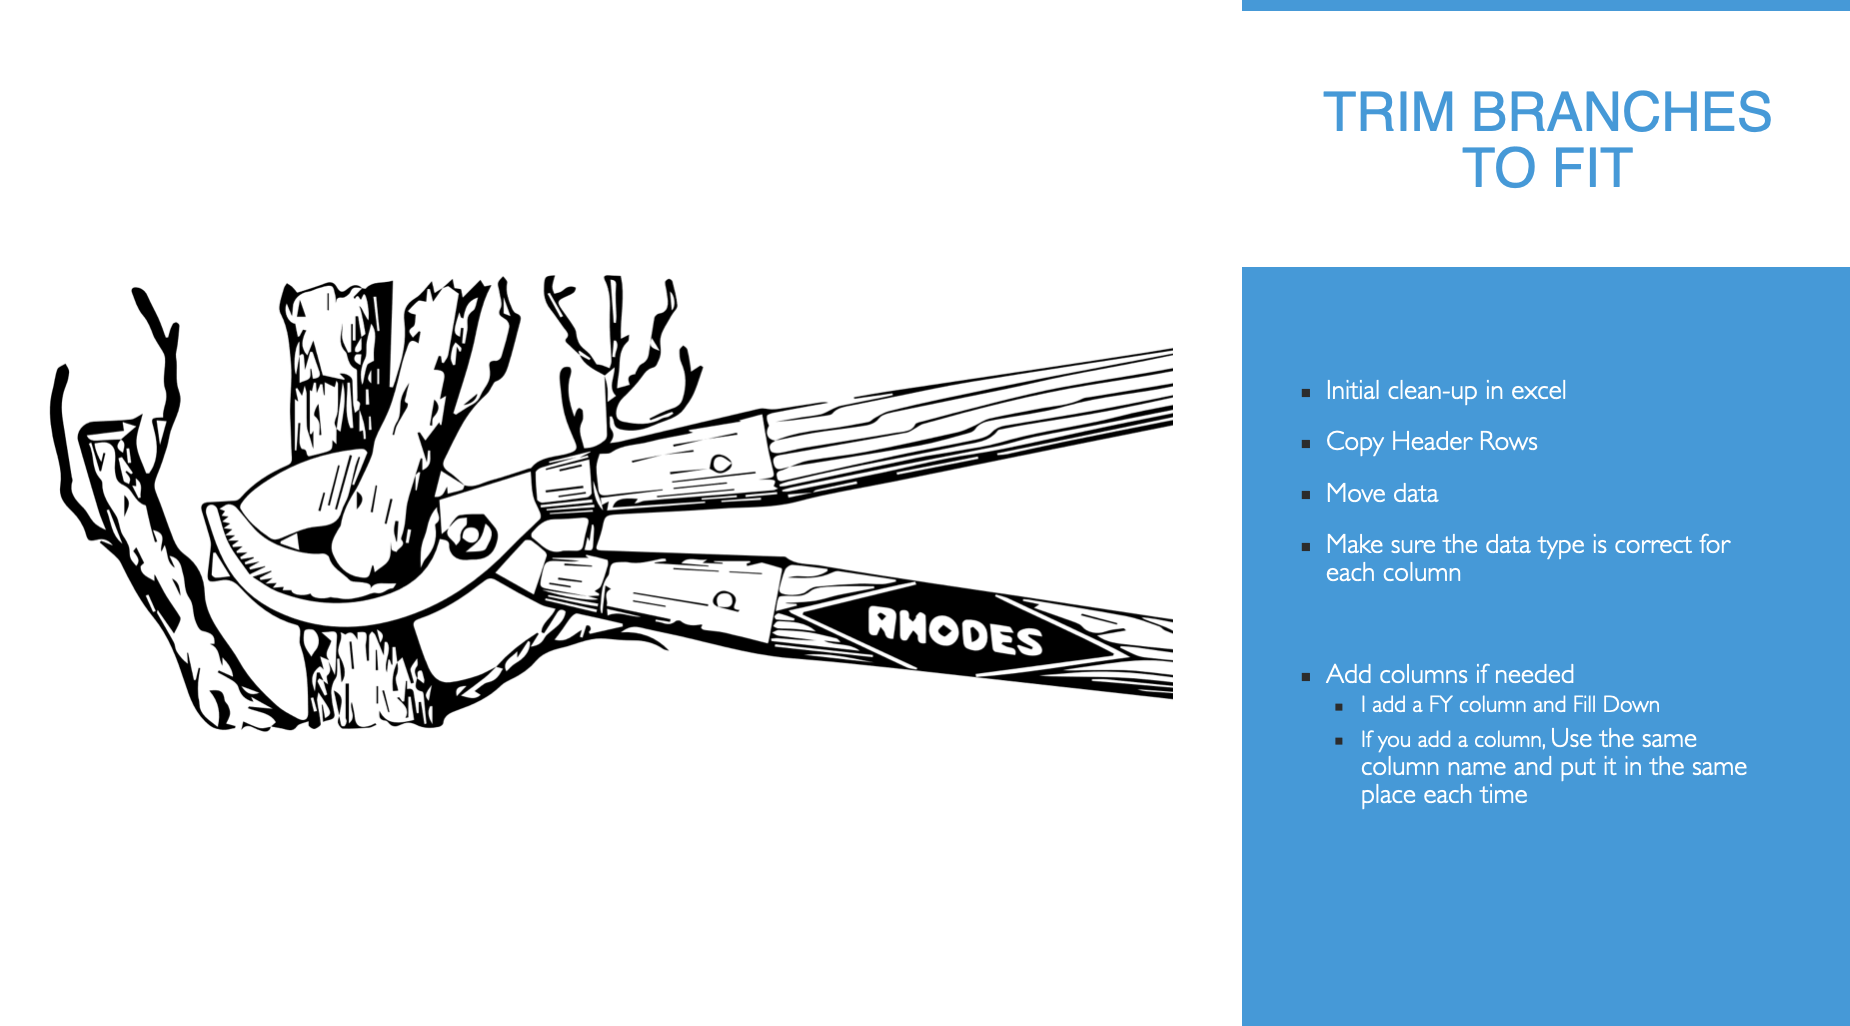 TRIM BRANCHES
TO FIT
RHODES
▪ Initial clean-up in excel
▪ Copy Header Rows
▪ Move data
▪ Make sure the data type is correct for
each column
▪ Add columns if needed
▪ I add a FY column and Fill Down
▪ If you add a column, Use the same
column name and put it in the same
place each time